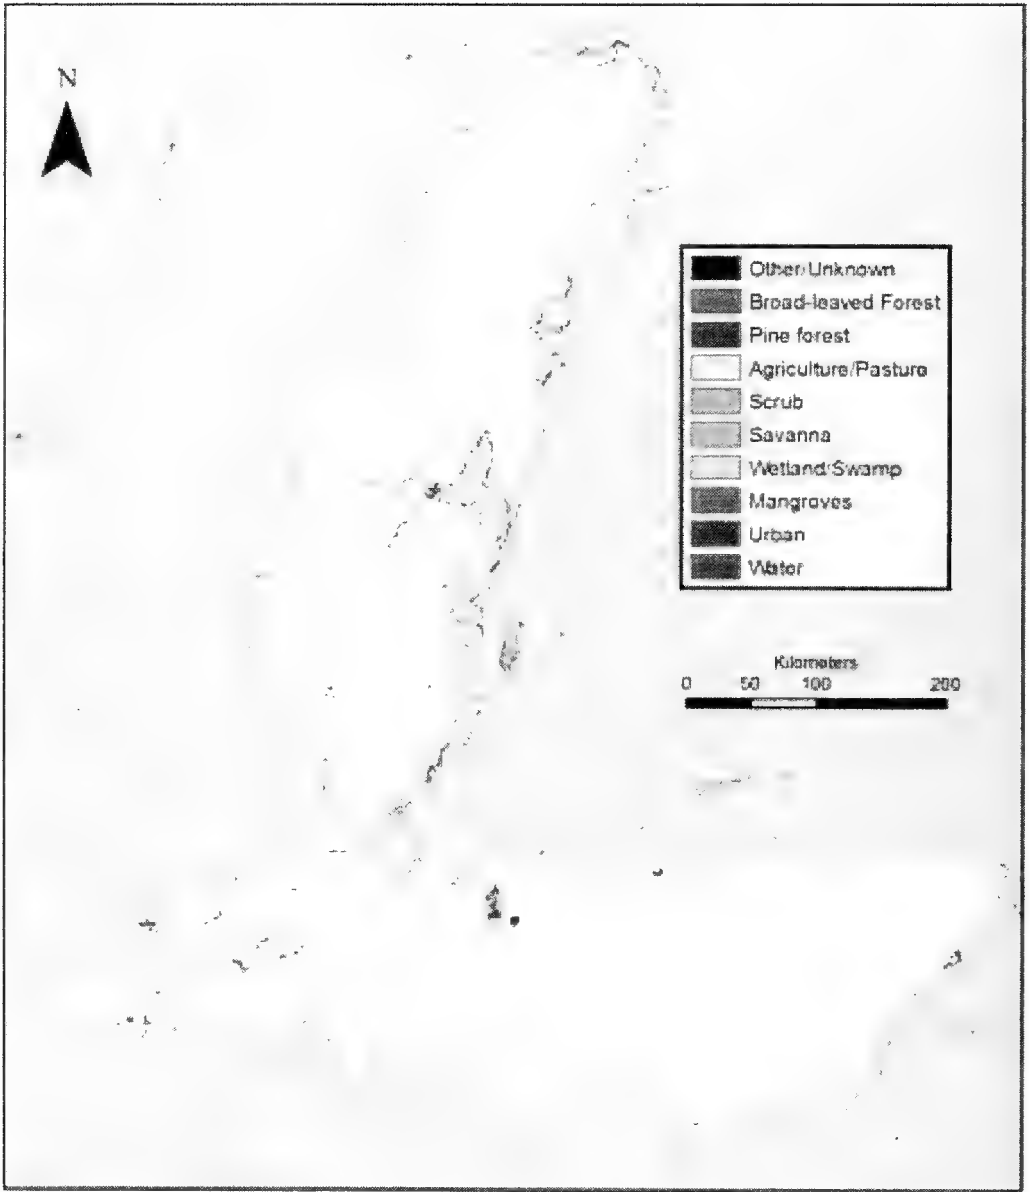 N
Other/Unknown
Broad-leaved Forest
Pine forest
Agriculture/Pasture
Scrub
Savanna
Wetland/Swamp
Mangroves
Urban
Water
Kilometers
0 50 100 200